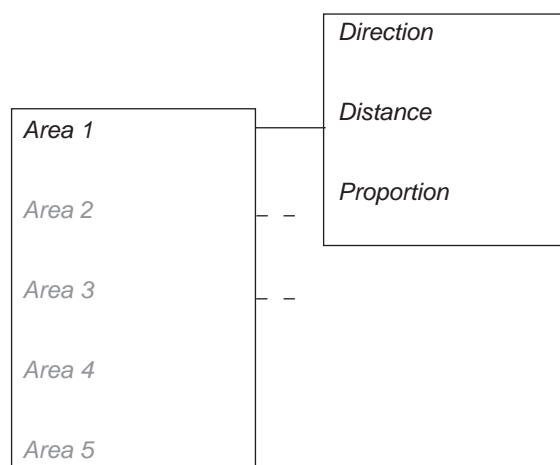 Direction
Distance
Proportion
Area 1
Area 2
Area 3
Area 4
Area 5